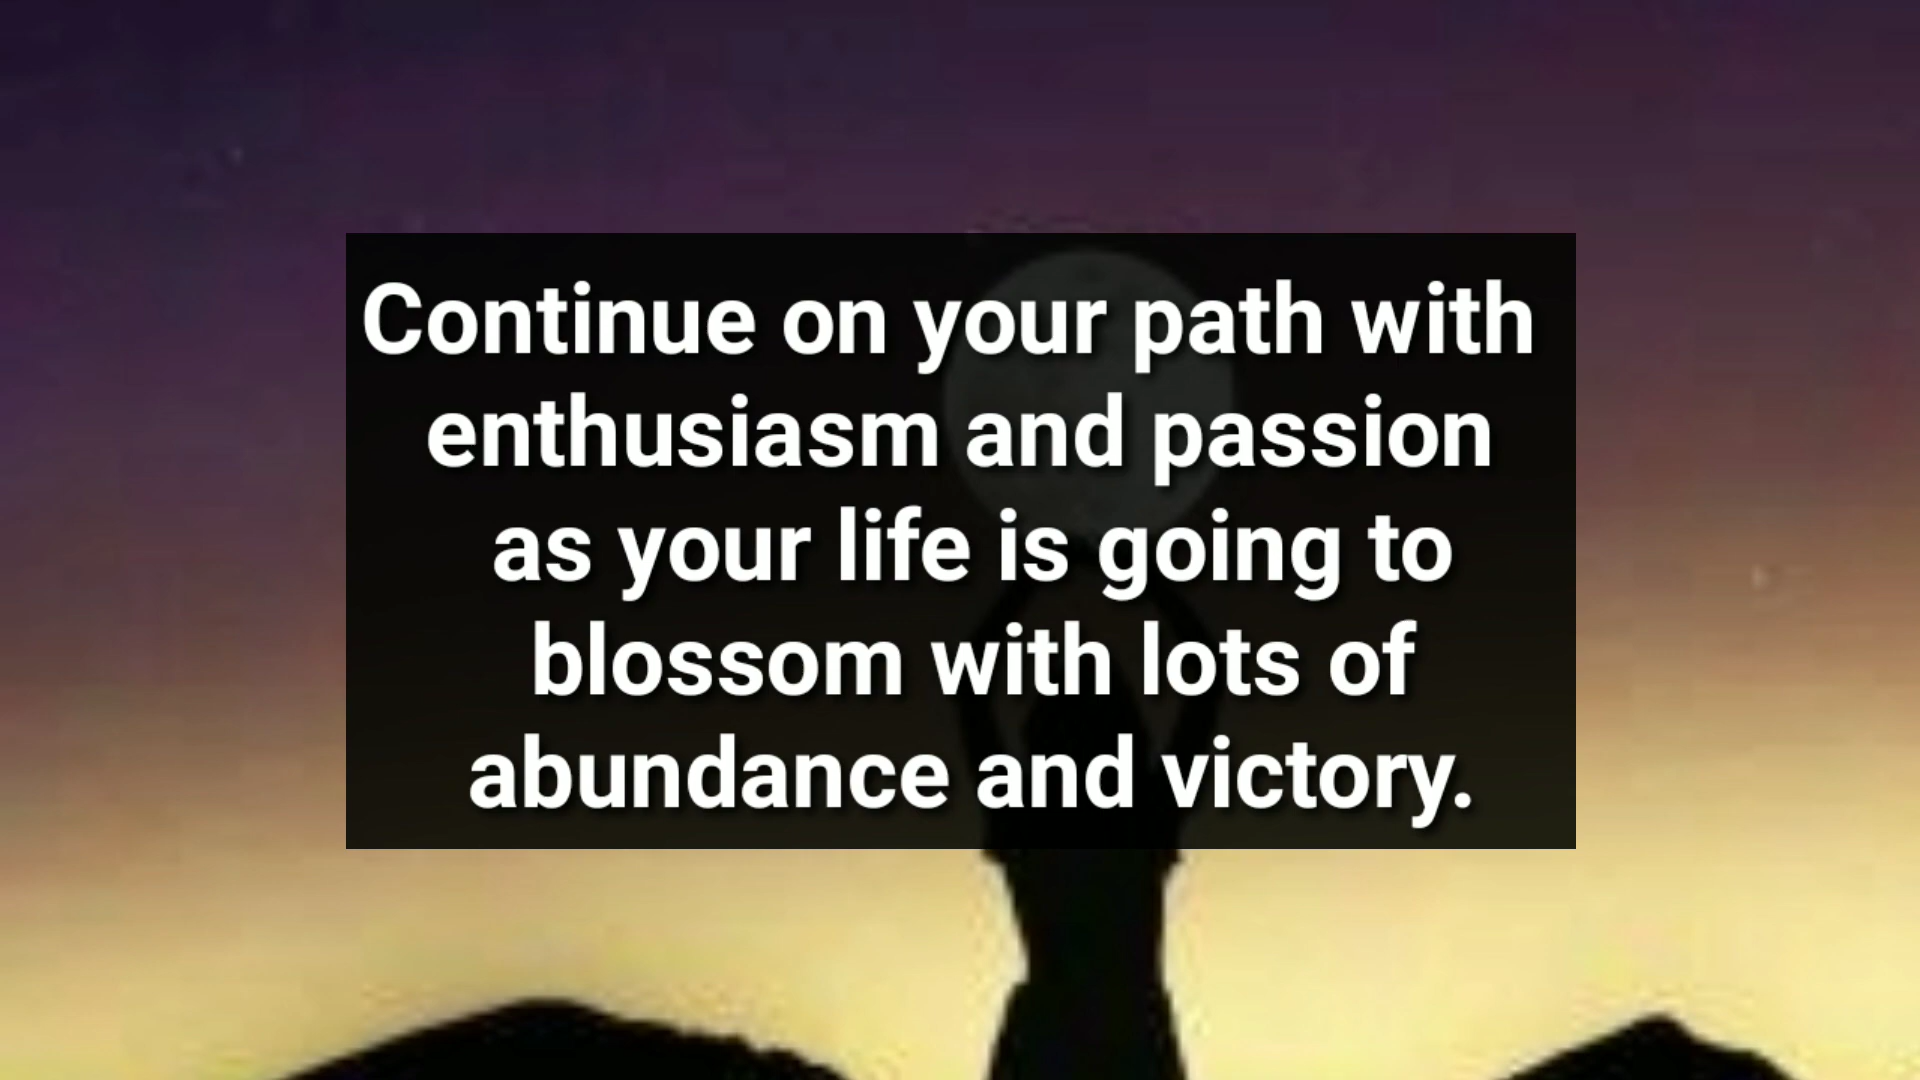 Continue on your path with
enthusiasm and passion
as your life is going to
blossom with lots of
abundance and victory.